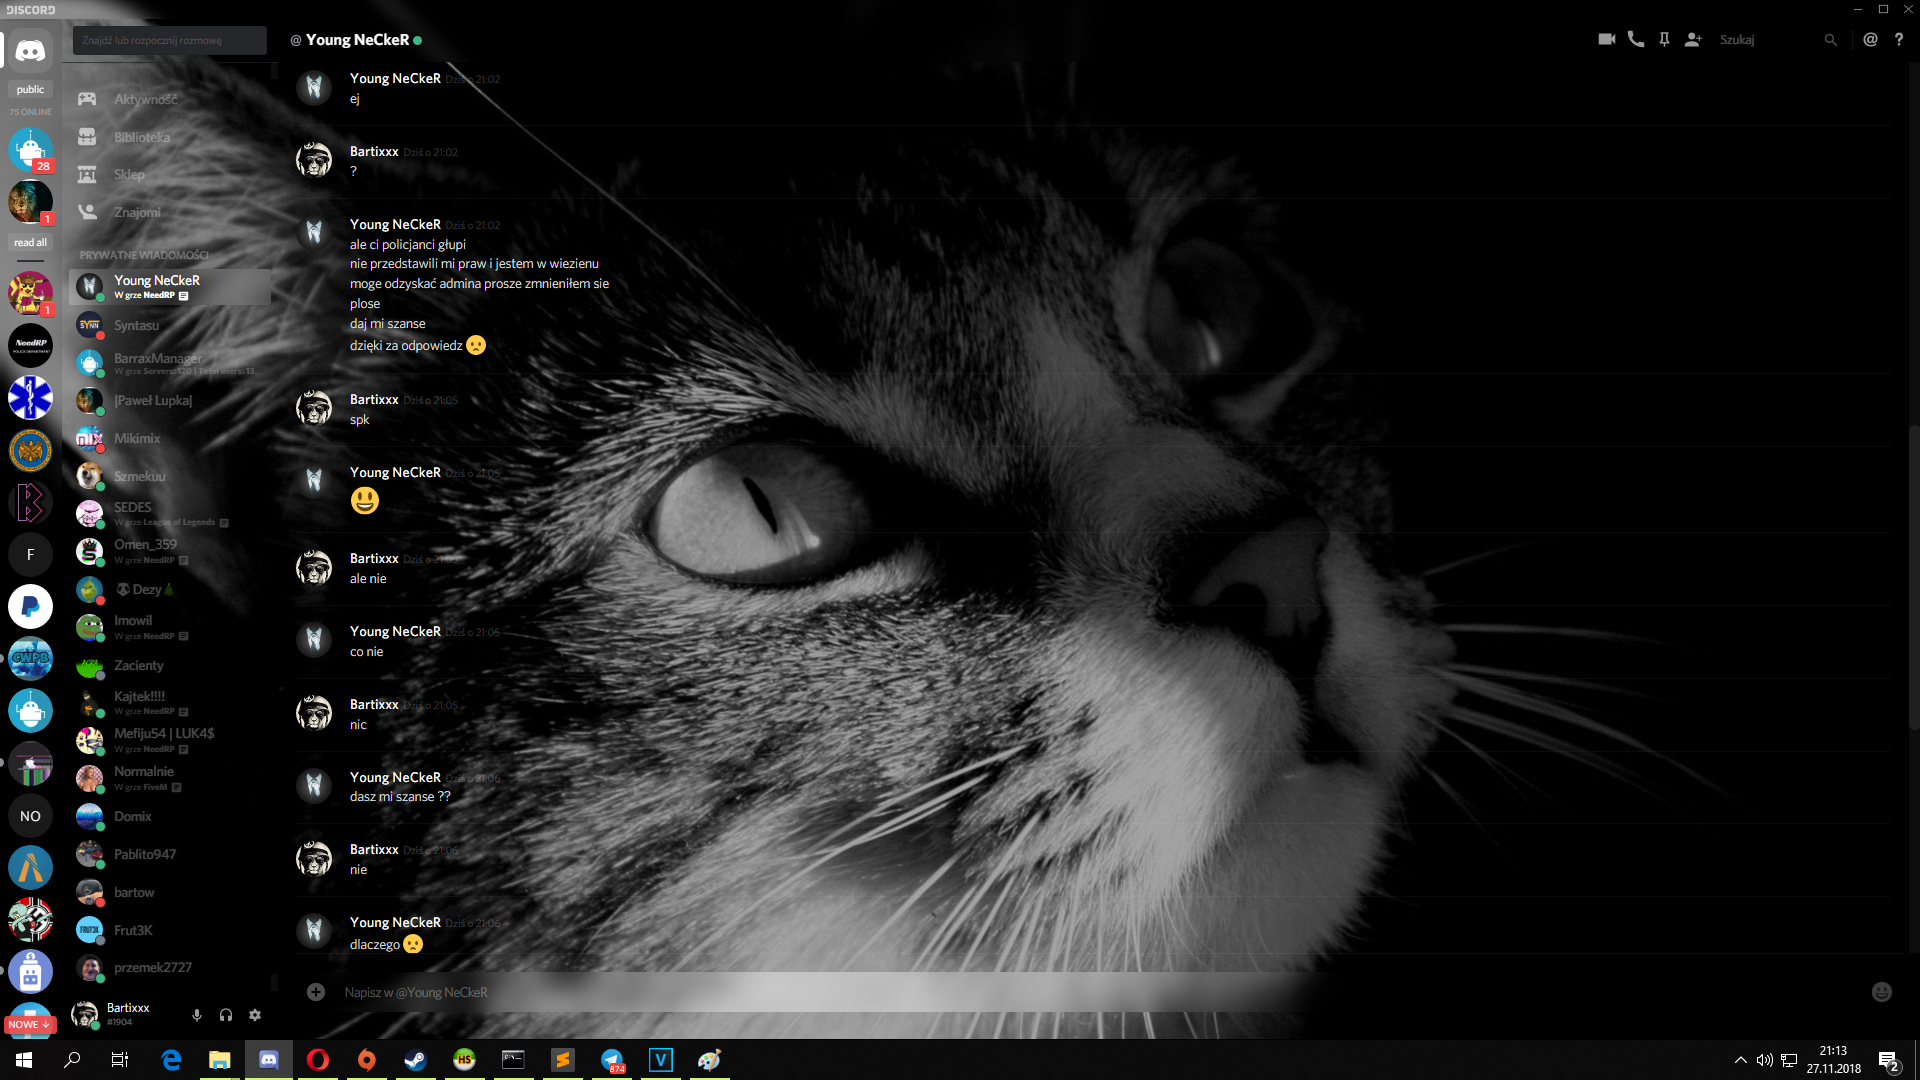 DISCORD
Znajdź lub rozpocznij rozmowę
@ Young NeCkeR
Szukaj
public
75 ONLINE
28
1
read all
1
NeedRP
F
CWPB
NO
NOWE ↓
Aktywność
Biblioteka
Sklep
Znajomi
PRYWATNE WIADOMOŚCI
Young NeCkeR
W grze NeedRP
SYNN
Syntasu
BarraxManager
W grze Servers: 120 | Total users: 13...
|Paweł Lupka|
mix
Mikimix
Szmekuu
SEDES
W grze League of Legends
Omen_359
W grze NeedRP
Dezy
Imowil
W grze NeedRP
Zacienty
Kajtek!!!!
W grze NeedRP
Mefiju54 | LUK4$
W grze NeedRP
Normalnie
W grze FiveM
Domix
Pablito947
bartow
FRUT3K
Frut3K
przemek2727
Bartixxx
#1904
Young NeCkeR Dziś o 21:02
ej
Bartixxx Dziś o 21:02
?
Young NeCkeR Dziś o 21:02
ale ci policjanci głupi
nie przedstawili mi praw i jestem w wiezienu
moge odzyskać admina prosze zmnieniłem sie
plose
daj mi szanse
dzięki za odpowiedz 🙁
Bartixxx Dziś o 21:05
spk
Young NeCkeR Dziś o 21:05
😃
Bartixxx Dziś o 21:05
ale nie
Young NeCkeR Dziś o 21:05
co nie
Bartixxx Dziś o 21:05
nic
Young NeCkeR Dziś o 21:06
dasz mi szanse ??
Bartixxx Dziś o 21:06
nie
Young NeCkeR Dziś o 21:06
dlaczego 🙁
Napisz w @Young NeCkeR
HS
874
V
21:13
27.11.2018
2